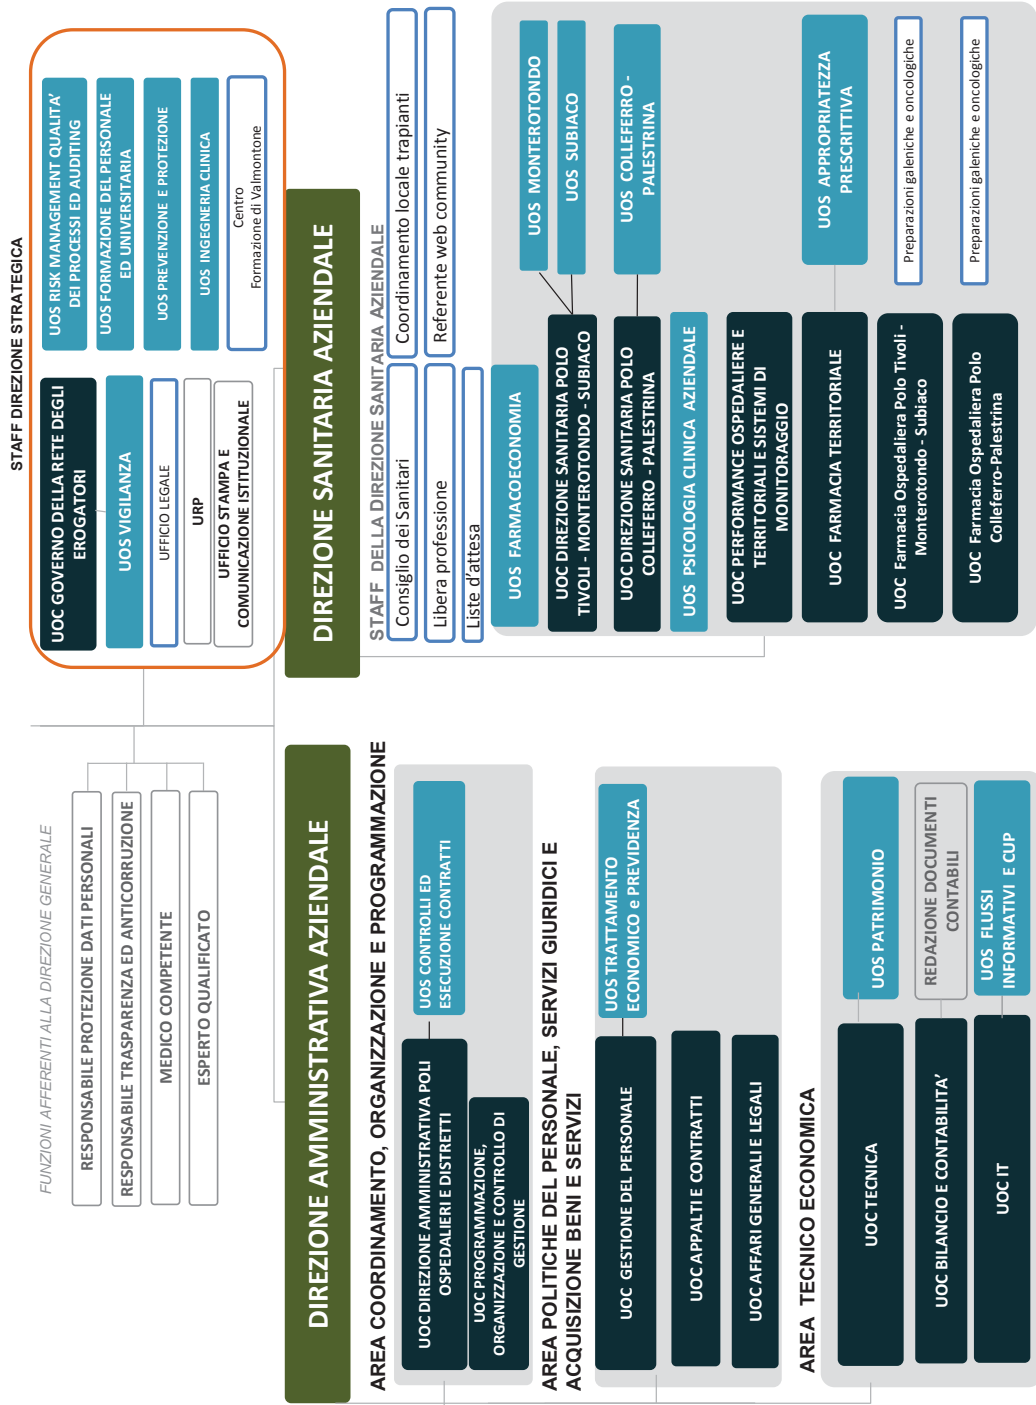 STAFF DIREZIONE STRATEGICA
FUNZIONI AFFERENTI ALLA DIREZIONE GENERALE
RESPONSABILE PROTEZIONE DATI PERSONALI
RESPONSABILE TRASPARENZA ED ANTICORRUZIONE
MEDICO COMPETENTE
ESPERTO QUALIFICATO
UOC GOVERNO DELLA RETE DEGLI
EROGATORI
UOS VIGILANZA
UFFICIO LEGALE
URP
UFFICIO STAMPA E
COMUNICAZIONE ISTITUZIONALE
UOS RISK MANAGEMENT QUALITA'
DEI PROCESSI ED AUDITING
UOS FORMAZIONE DEL PERSONALE
ED UNIVERSITARIA
UOS PREVENZIONE E PROTEZIONE
UOS INGEGNERIA CLINICA
Centro
Formazione di Valmontone
DIREZIONE AMMINISTRATIVA AZIENDALE
AREA COORDINAMENTO, ORGANIZZAZIONE E PROGRAMMAZIONE
UOC DIREZIONE AMMINISTRATIVA POLI
OSPEDALIERI E DISTRETTI
UOS CONTROLLI ED
ESECUZIONE CONTRATTI
UOC PROGRAMMAZIONE,
ORGANIZZAZIONE E CONTROLLO DI
GESTIONE
AREA POLITICHE DEL PERSONALE, SERVIZI GIURIDICI E
ACQUISIZIONE BENI E SERVIZI
UOC GESTIONE DEL PERSONALE
UOS TRATTAMENTO
ECONOMICO e PREVIDENZA
UOC APPALTI E CONTRATTI
UOC AFFARI GENERALI E LEGALI
AREA TECNICO ECONOMICA
UOC TECNICA
UOS PATRIMONIO
UOC BILANCIO E CONTABILITA'
REDAZIONE DOCUMENTI
CONTABILI
UOC IT
UOS FLUSSI
INFORMATIVI E CUP
DIREZIONE SANITARIA AZIENDALE
STAFF DELLA DIREZIONE SANITARIA AZIENDALE
Consiglio dei Sanitari
Coordinamento locale trapianti
Libera professione
Referente web community
Liste d'attesa
UOS FARMACOECONOMIA
UOS MONTEROTONDO
UOC DIREZIONE SANITARIA POLO
TIVOLI - MONTEROTONDO - SUBIACO
UOS SUBIACO
UOC DIREZIONE SANITARIA POLO
COLLEFERRO - PALESTRINA
UOS COLLEFERRO -
PALESTRINA
UOS PSICOLOGIA CLINICA AZIENDALE
UOC PERFORMANCE OSPEDALIERE E
TERRITORIALI E SISTEMI DI
MONITORAGGIO
UOC FARMACIA TERRITORIALE
UOS APPROPRIATEZZA
PRESCRITTIVA
UOC Farmacia Ospedaliera Polo Tivoli -
Monterotondo - Subiaco
Preparazioni galeniche e oncologiche
UOC Farmacia Ospedaliera Polo
Colleferro-Palestrina
Preparazioni galeniche e oncologiche